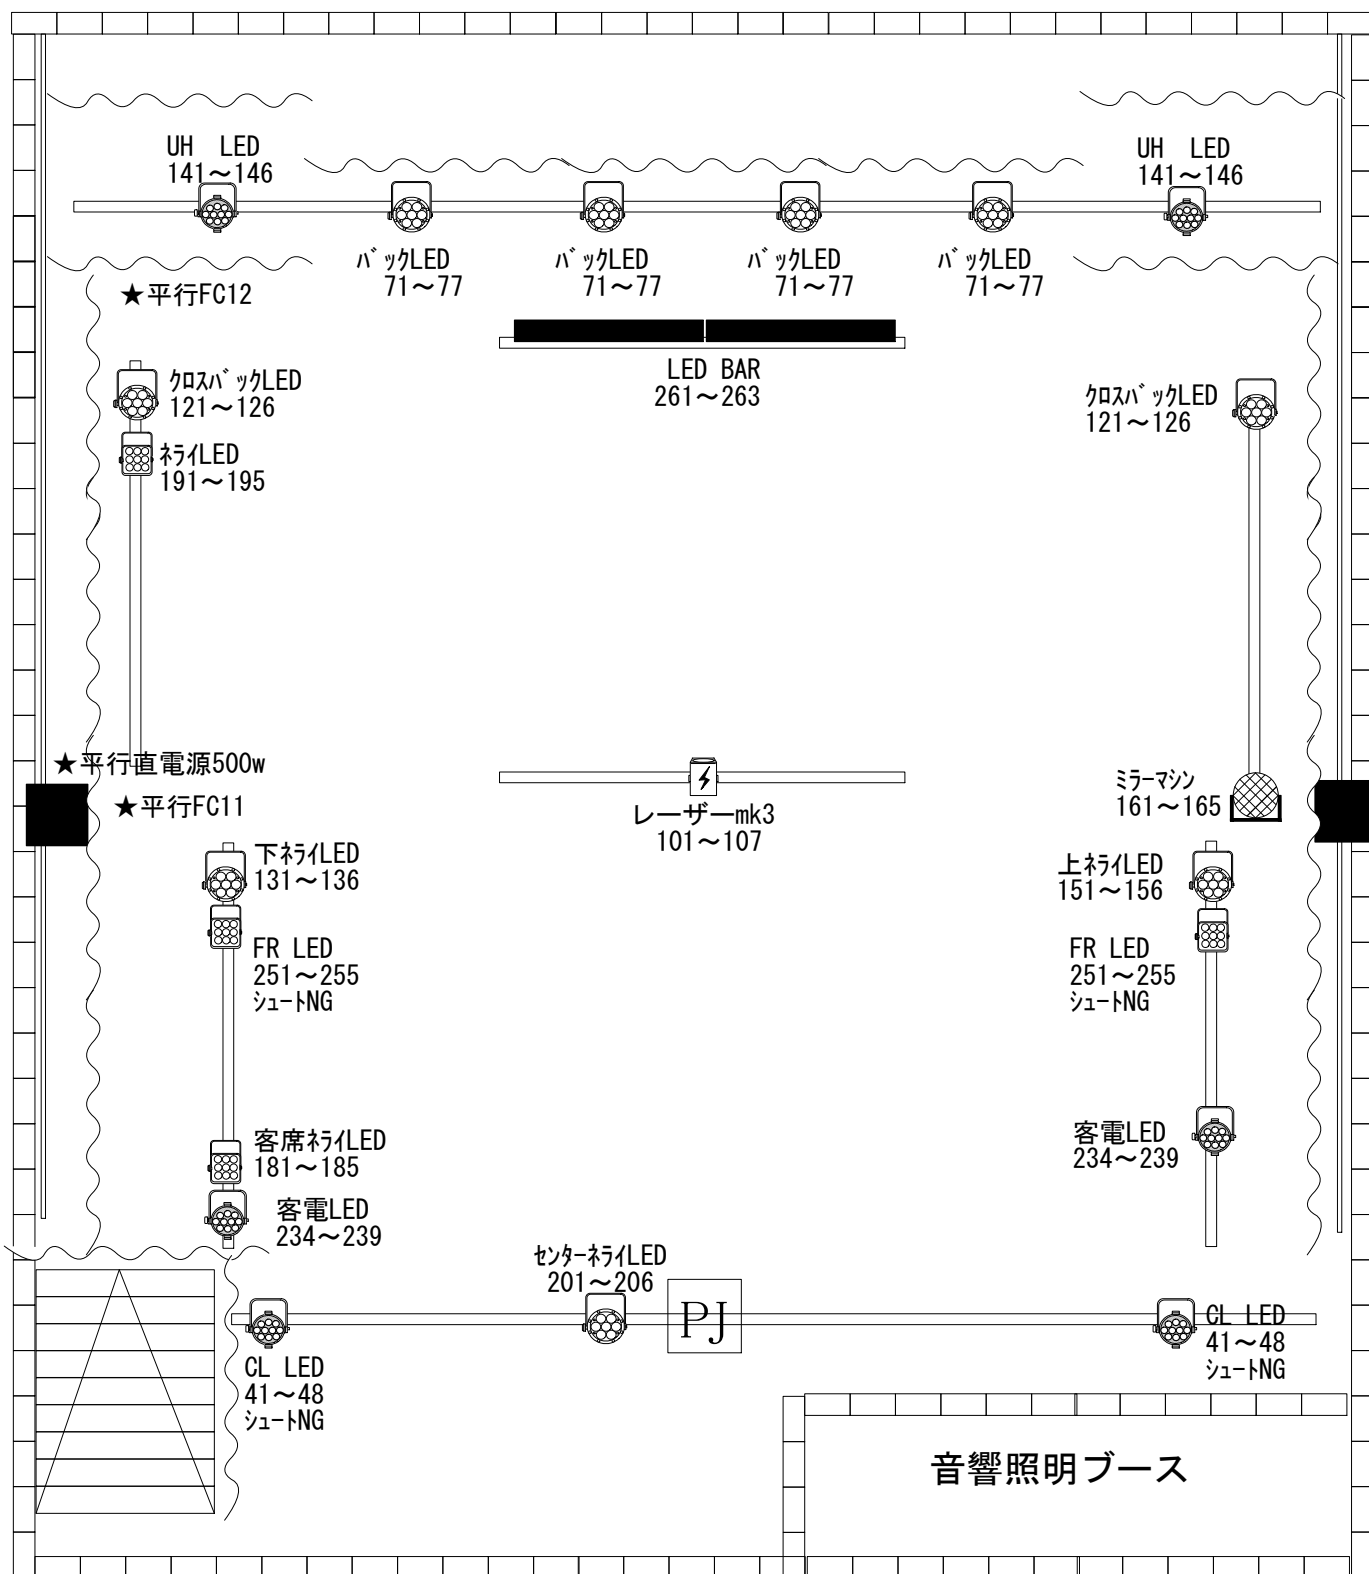 UH LED
141～146
UH LED
141～146
ﾊﾞｯｸLED
71～77
ﾊﾞｯｸLED
71～77
ﾊﾞｯｸLED
71～77
ﾊﾞｯｸLED
71～77
★平行FC12
LED BAR
261～263
ｸﾛｽﾊﾞｯｸLED
121～126
ｸﾛｽﾊﾞｯｸLED
121～126
ﾈﾗｲLED
191～195
★平行直電源500w
★平行FC11
レーザーmk3
101～107
ﾐﾗｰﾏｼﾝ
161～165
下ﾈﾗｲLED
131～136
上ﾈﾗｲLED
151～156
FR LED
251～255
ｼｭｰﾄNG
FR LED
251～255
ｼｭｰﾄNG
客席ﾈﾗｲLED
181～185
客電LED
234～239
客電LED
234～239
ｾﾝﾀｰﾈﾗｲLED
201～206
PJ
CL LED
41～48
ｼｭｰﾄNG
CL LED
41～48
ｼｭｰﾄNG
音響照明ブース